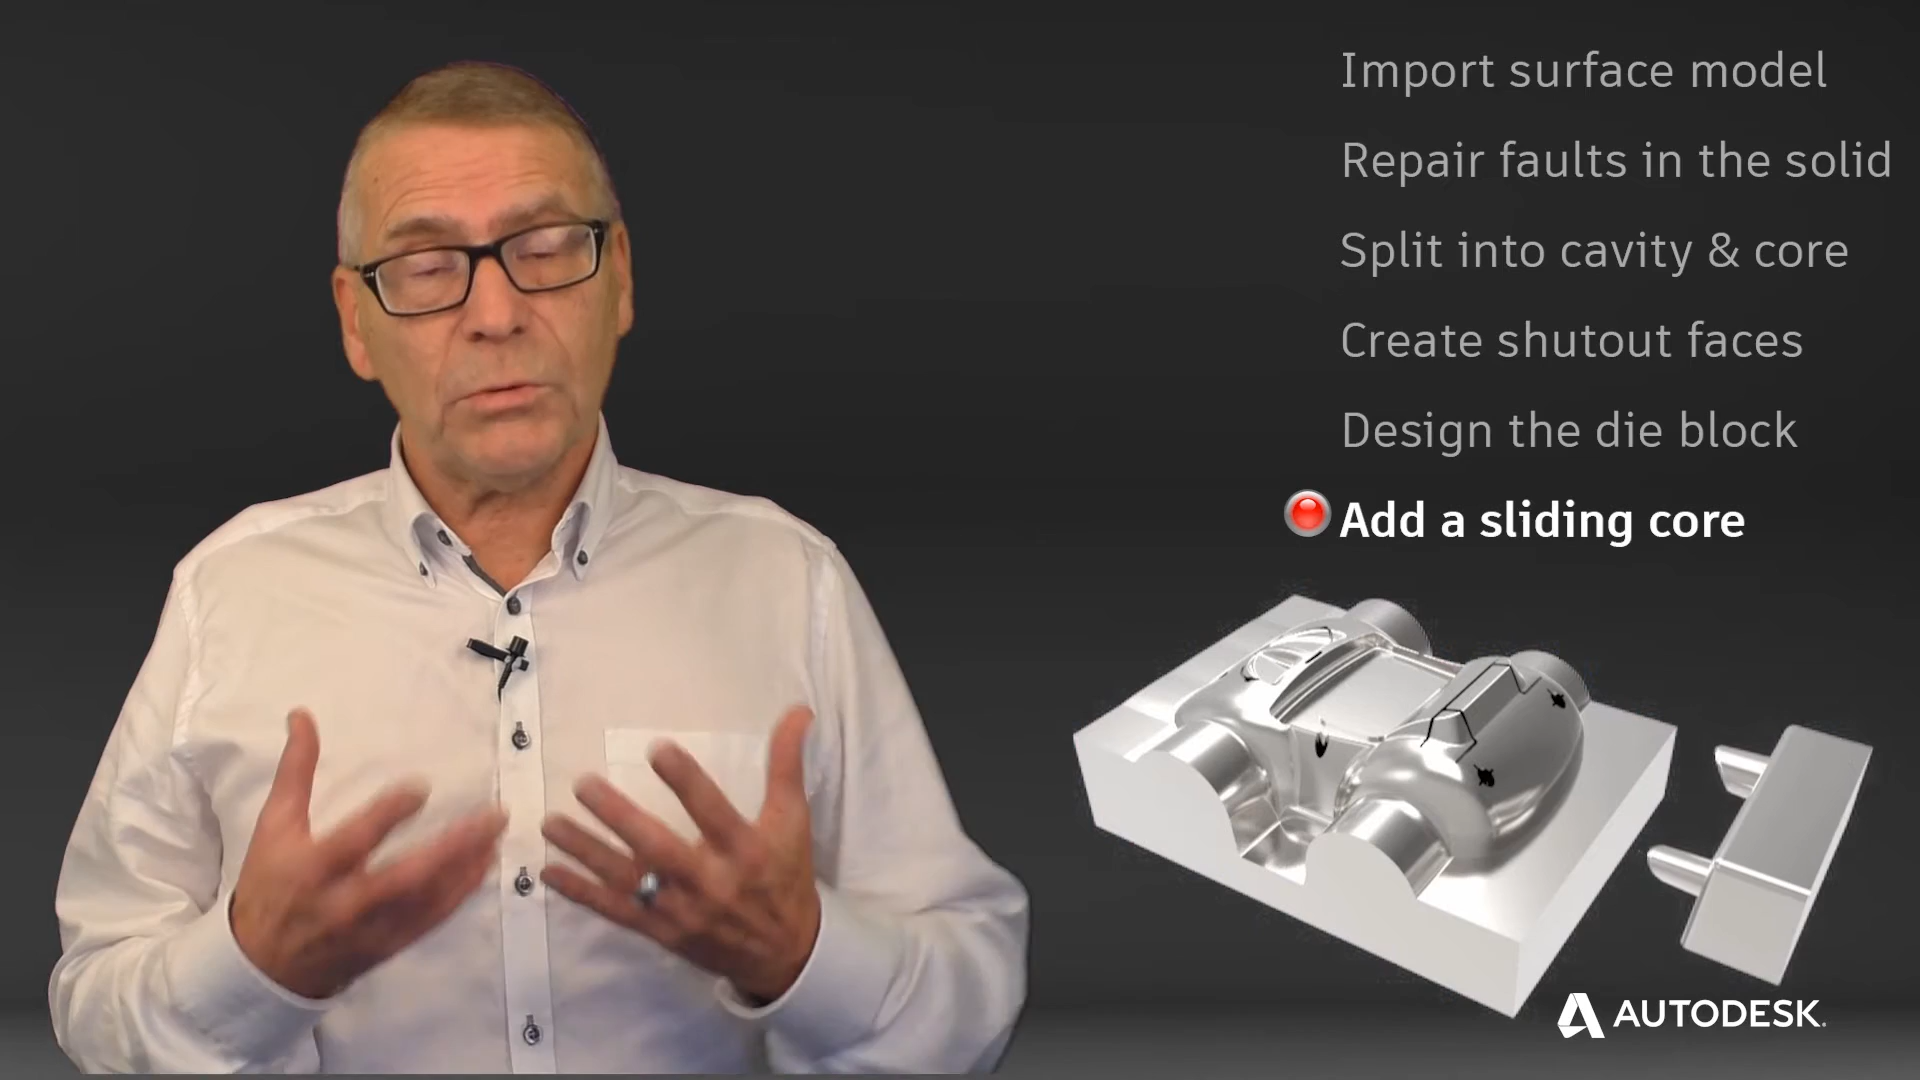 Import surface model
Repair faults in the solid
Split into cavity & core
Create shutout faces
Design the die block
Add a sliding core
AUTODESK.